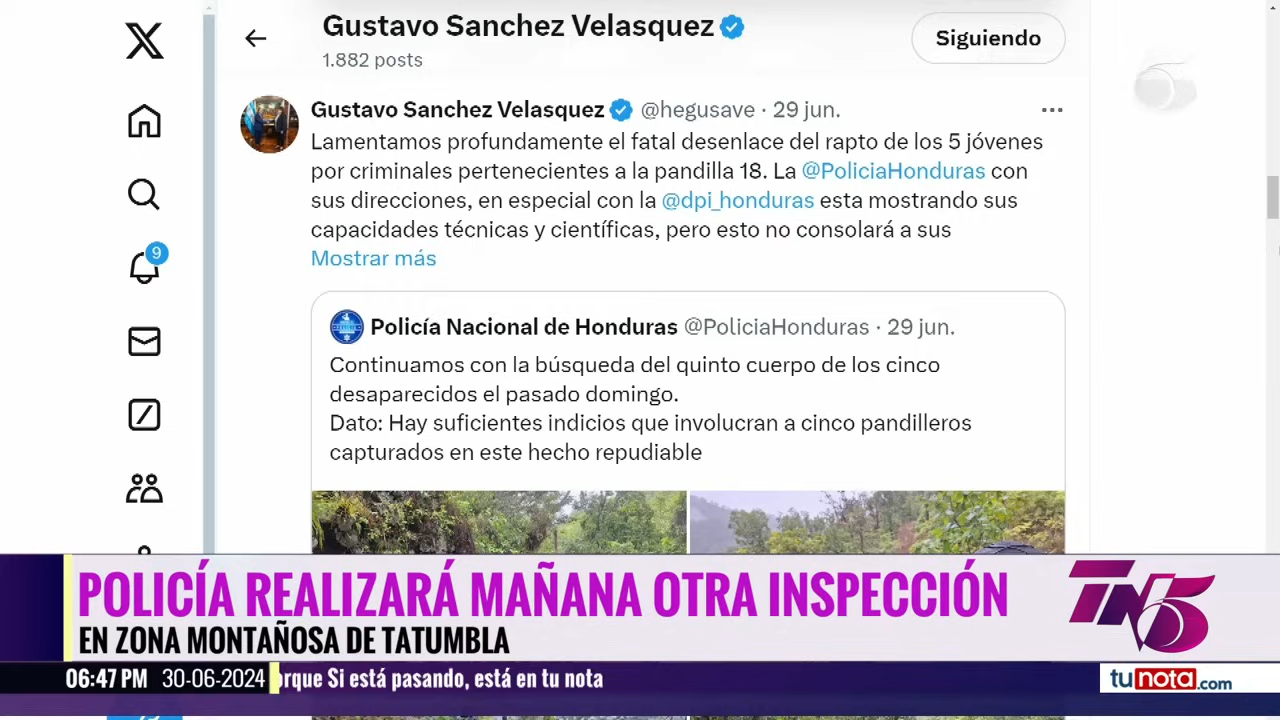 Gustavo Sanchez Velasquez
1.882 posts
Siguiendo
Gustavo Sanchez Velasquez @hegusave · 29 jun.
Lamentamos profundamente el fatal desenlace del rapto de los 5 jóvenes
por criminales pertenecientes a la pandilla 18. La @PoliciaHonduras con
sus direcciones, en especial con la @dpi_honduras esta mostrando sus
capacidades técnicas y científicas, pero esto no consolará a sus
Mostrar más
9
Policía Nacional de Honduras @PoliciaHonduras · 29 jun.
Continuamos con la búsqueda del quinto cuerpo de los cinco
desaparecidos el pasado domingo.
Dato: Hay suficientes indicios que involucran a cinco pandilleros
capturados en este hecho repudiable
POLICÍA REALIZARÁ MAÑANA OTRA INSPECCIÓN
EN ZONA MONTAÑOSA DE TATUMBLA
TN5
06:47 PM 30-06-2024 orque Si está pasando, está en tu nota
tunota.com